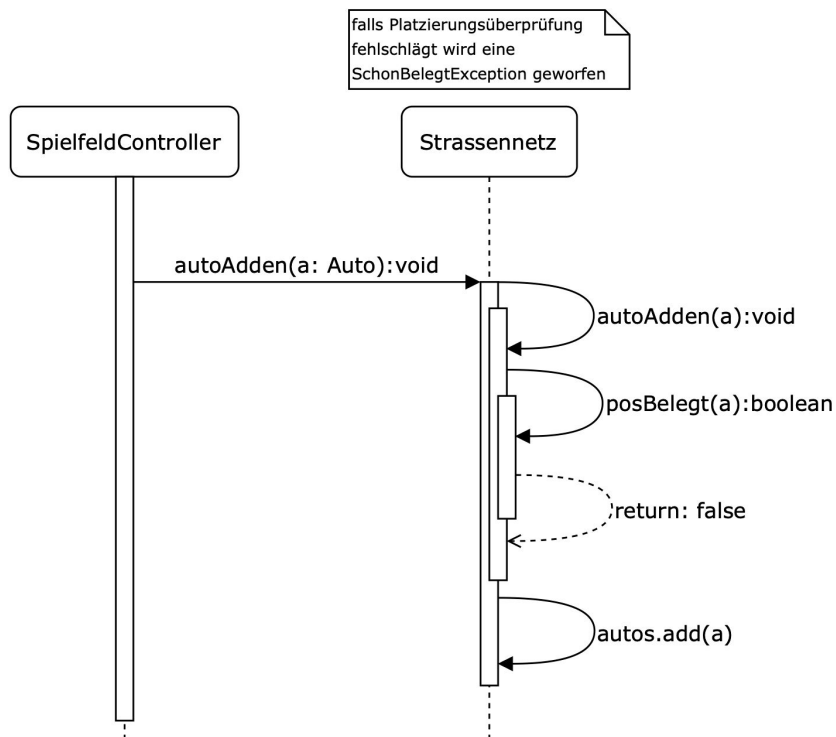 falls Platzierungsüberprüfung
fehlschlägt wird eine
SchonBelegtException geworfen
SpielfeldController
Strassennetz
autoAdden(a: Auto):void
autoAdden(a):void
posBelegt(a):boolean
return: false
autos.add(a)